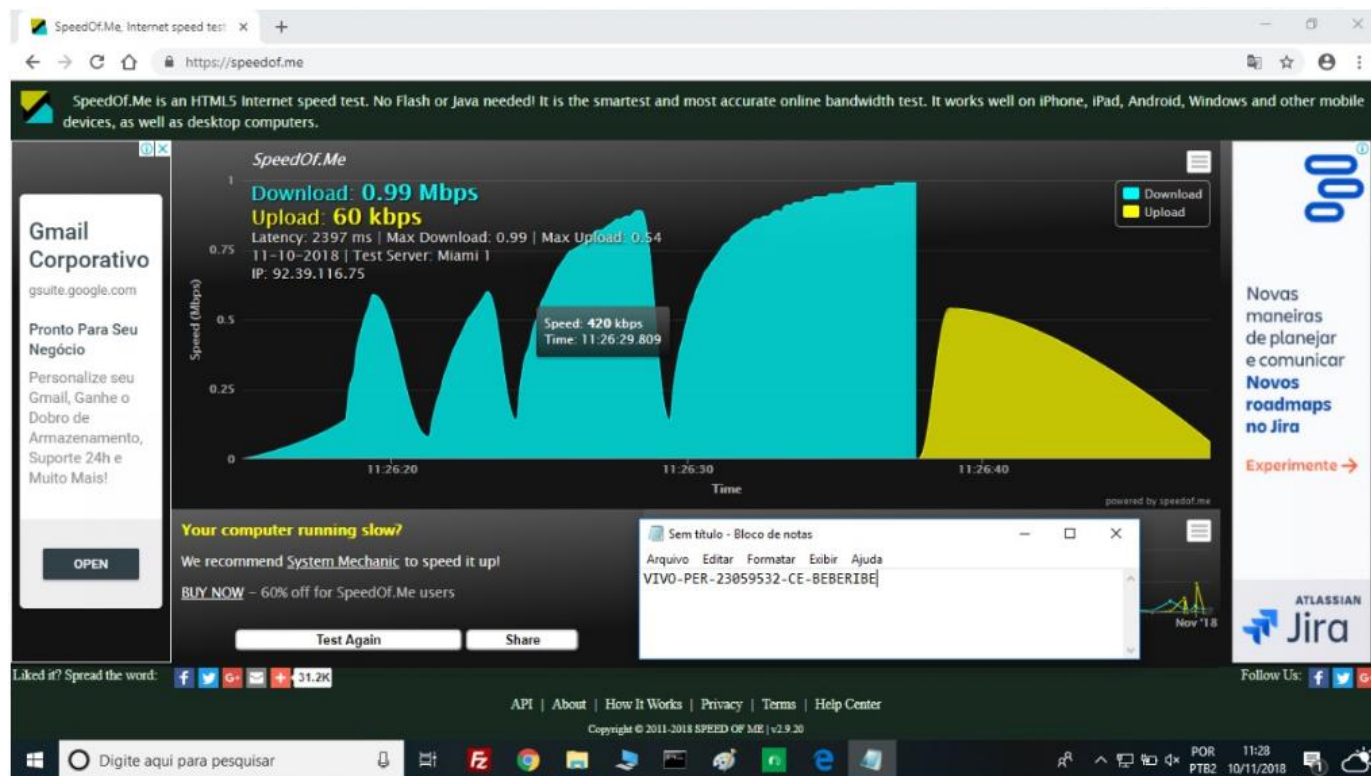 SpeedOf.Me, Internet speed test
https://speedof.me
SpeedOf.Me is an HTML5 Internet speed test. No Flash or Java needed! It is the smartest and most accurate online bandwidth test. It works well on iPhone, iPad, Android, Windows and other mobile
devices, as well as desktop computers.
Gmail
Corporativo
gsuite.google.com
Pronto Para Seu
Negócio
Personalize seu
Gmail, Ganhe o
Dobro de
Armazenamento,
Suporte 24h e
Muito Mais!
OPEN
SpeedOf.Me
Download: 0.99 Mbps
Upload: 60 kbps
Latency: 2397 ms | Max Download: 0.99 | Max Upload: 0.54
11-10-2018 | Test Server: Miami 1
IP: 92.39.116.75
Download
Upload
Speed (Mbps)
1
0.75
0.5
0.25
0
Speed: 420 kbps
Time: 11:26:29.809
11:26:20
11:26:30
11:26:40
Time
powered by speedof.me
Novas
maneiras
de planejar
e comunicar
Novos
roadmaps
no Jira
Experimente →
ATLASSIAN
Jira
Your computer running slow?
We recommend System Mechanic to speed it up!
BUY NOW – 60% off for SpeedOf.Me users
Test Again
Share
Sem título - Bloco de notas
Arquivo Editar Formatar Exibir Ajuda
VIVO-PER-23059532-CE-BEBERIBE
Nov '18
Liked it? Spread the word:
31.2K
Follow Us:
API | About | How It Works | Privacy | Terms | Help Center
Copyright © 2011-2018 SPEED OF ME | v2.9.20
Digite aqui para pesquisar
POR
PTB2
11:28
10/11/2018